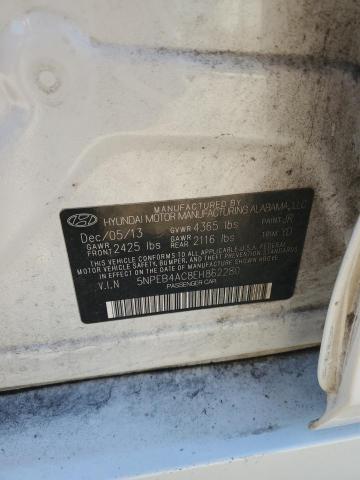 MANUFACTURED BY
HYUNDAI MOTOR MANUFACTURING ALABAMA, LLC
Dec/05/13 GVWR 4365 lbs PAINT JR
GAWR FRONT 2425 lbs GAWR REAR 2116 lbs TRIM YD
THIS VEHICLE CONFORMS TO ALL APPLICABLE U.S.A. FEDERAL
MOTOR VEHICLE SAFETY, BUMPER, AND THEFT PREVENTION
STANDARDS IN EFFECT ON THE DATE OF MANUFACTURE SHOWN ABOVE.
V.I.N 5NPEB4AC8EH862280
PASSENGER CAR